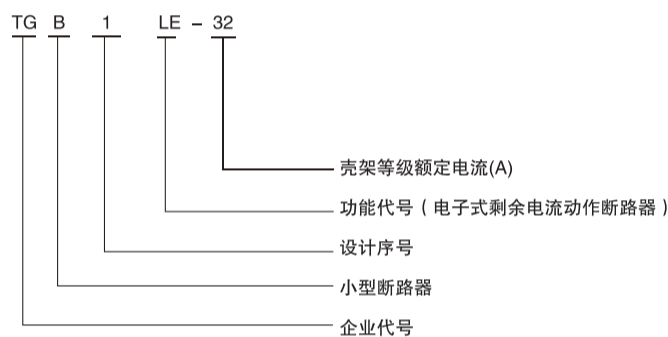 TG B 1 LE - 32
壳架等级额定电流(A)
功能代号（电子式剩余电流动作断路器）
设计序号
小型断路器
企业代号